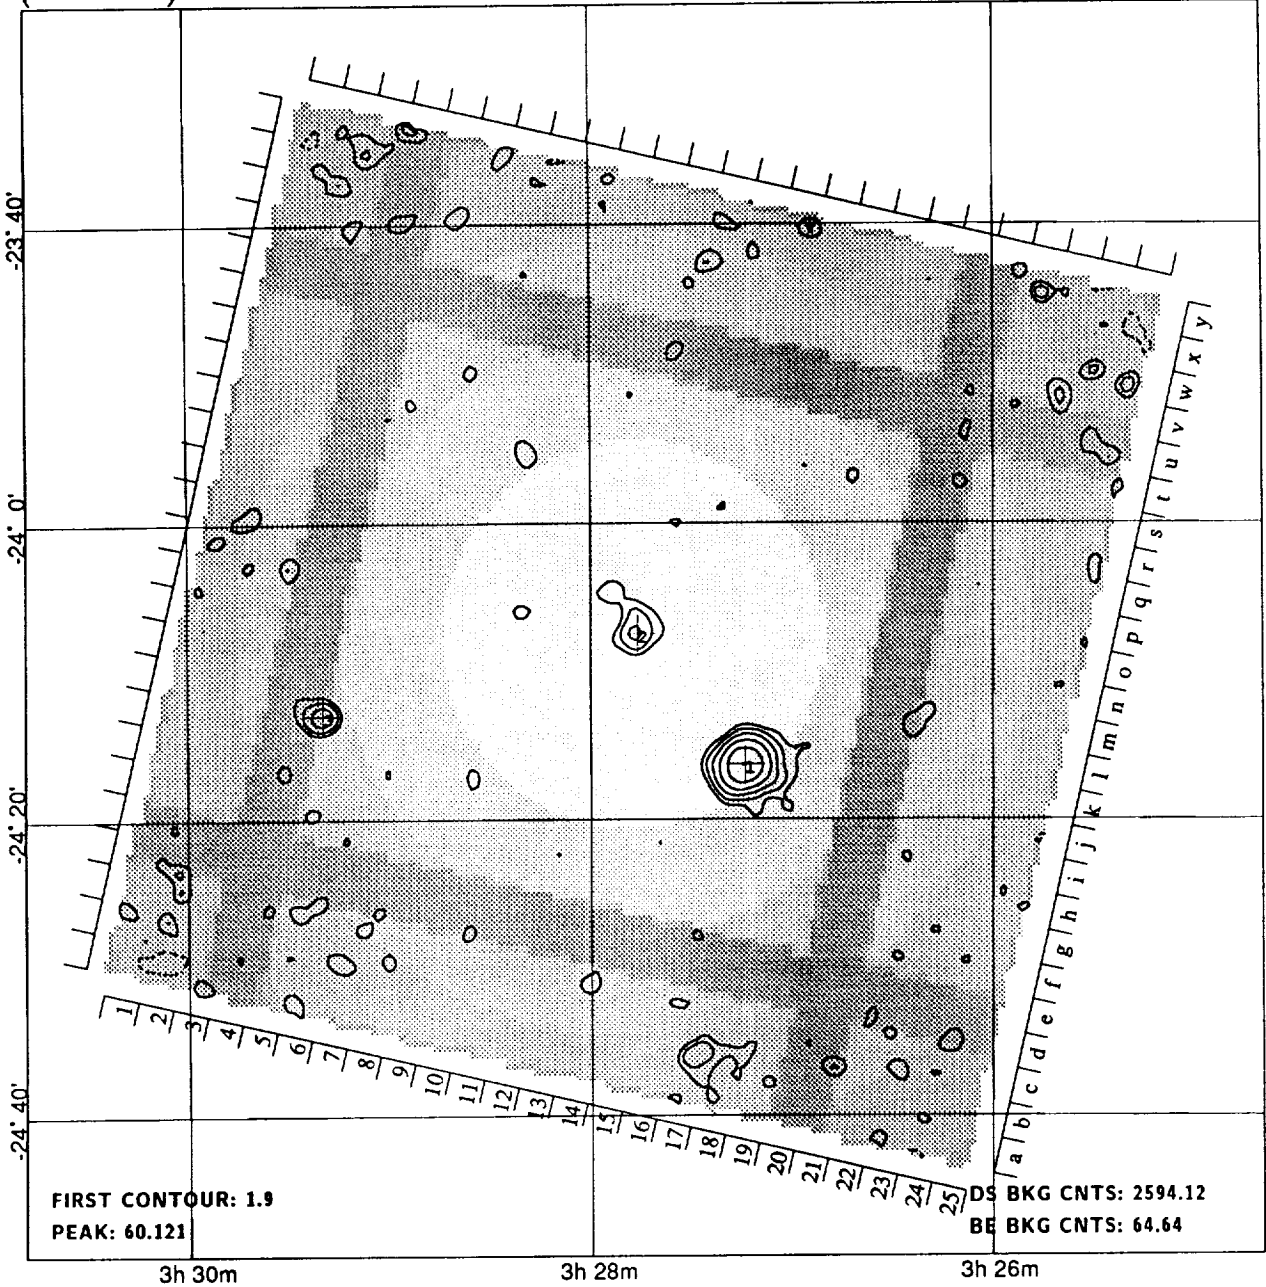 -23° 40'
-24° 0'
-24° 20'
-24° 40'
2
1
a b c d e f g h i j k l m n o p q r s t u v w x y
1 2 3 4 5 6 7 8 9 10 11 12 13 14 15 16 17 18 19 20 21 22 23 24 25
FIRST CONTOUR: 1.9
PEAK: 60.121
DS BKG CNTS: 2594.12
BE BKG CNTS: 64.64
3h 30m
3h 28m
3h 26m